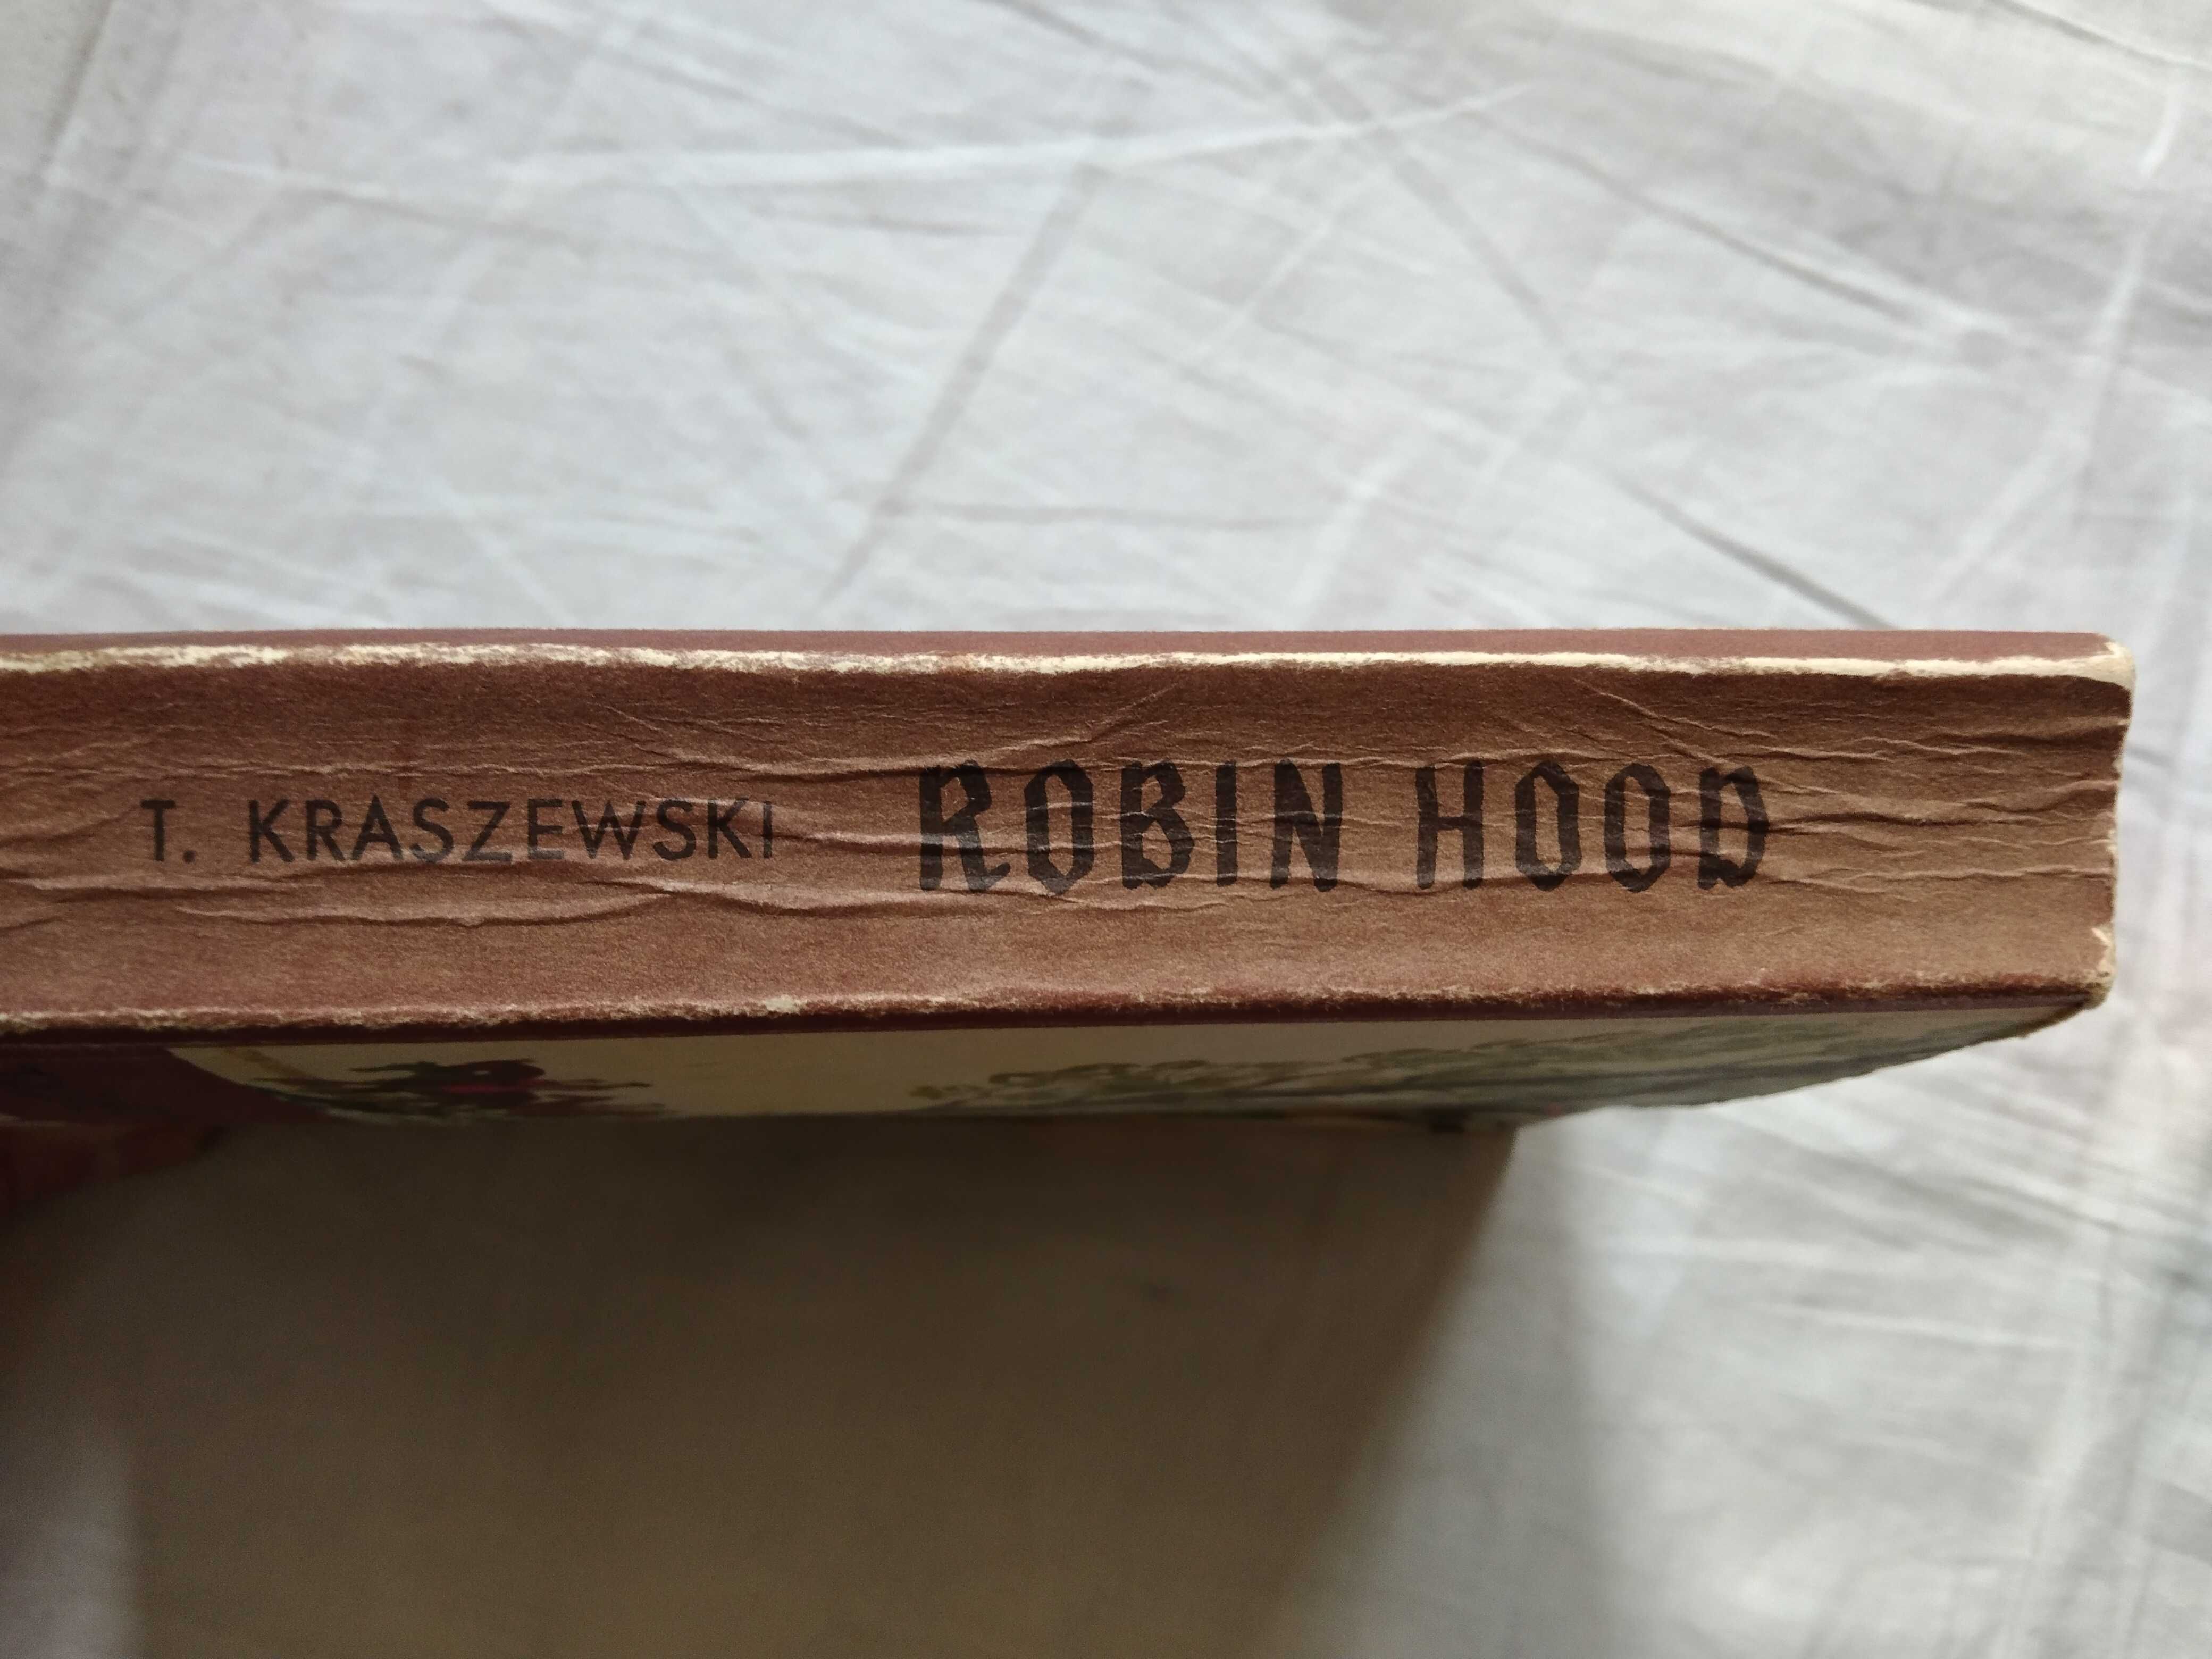 T. KRASZEWSKI ROBIN HOOD